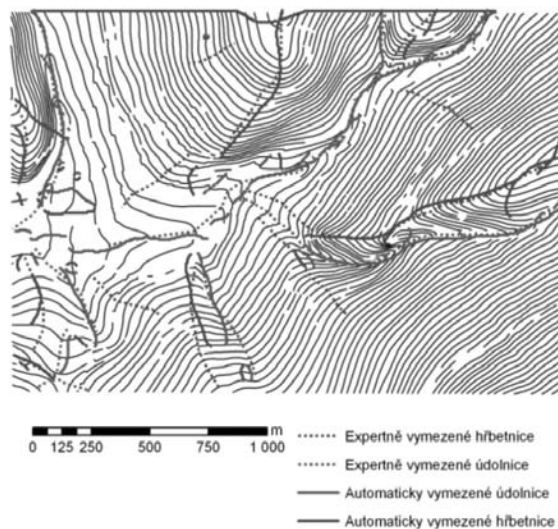 m
0 125 250 500 750 1 000
Expertně vymezené hřbetnice
Expertně vymezené údolnice
Automaticky vymezené údolnice
Automaticky vymezené hřbetnice